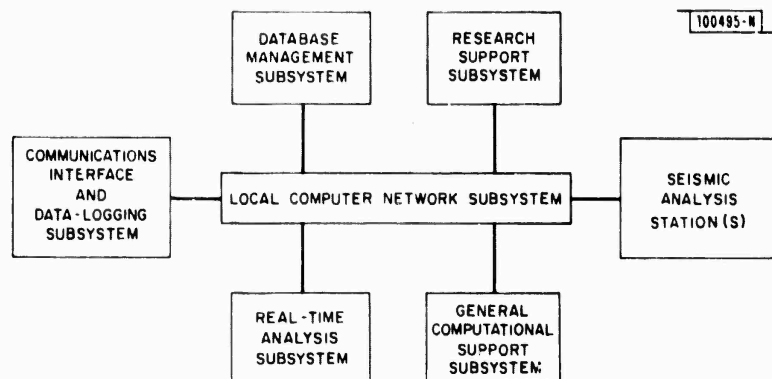 100495-N
DATABASE
MANAGEMENT
SUBSYSTEM
RESEARCH
SUPPORT
SUBSYSTEM
COMMUNICATIONS
INTERFACE
AND
DATA-LOGGING
SUBSYSTEM
LOCAL COMPUTER NETWORK SUBSYSTEM
SEISMIC
ANALYSIS
STATION(S)
REAL-TIME
ANALYSIS
SUBSYSTEM
GENERAL
COMPUTATIONAL
SUPPORT
SUBSYSTEM